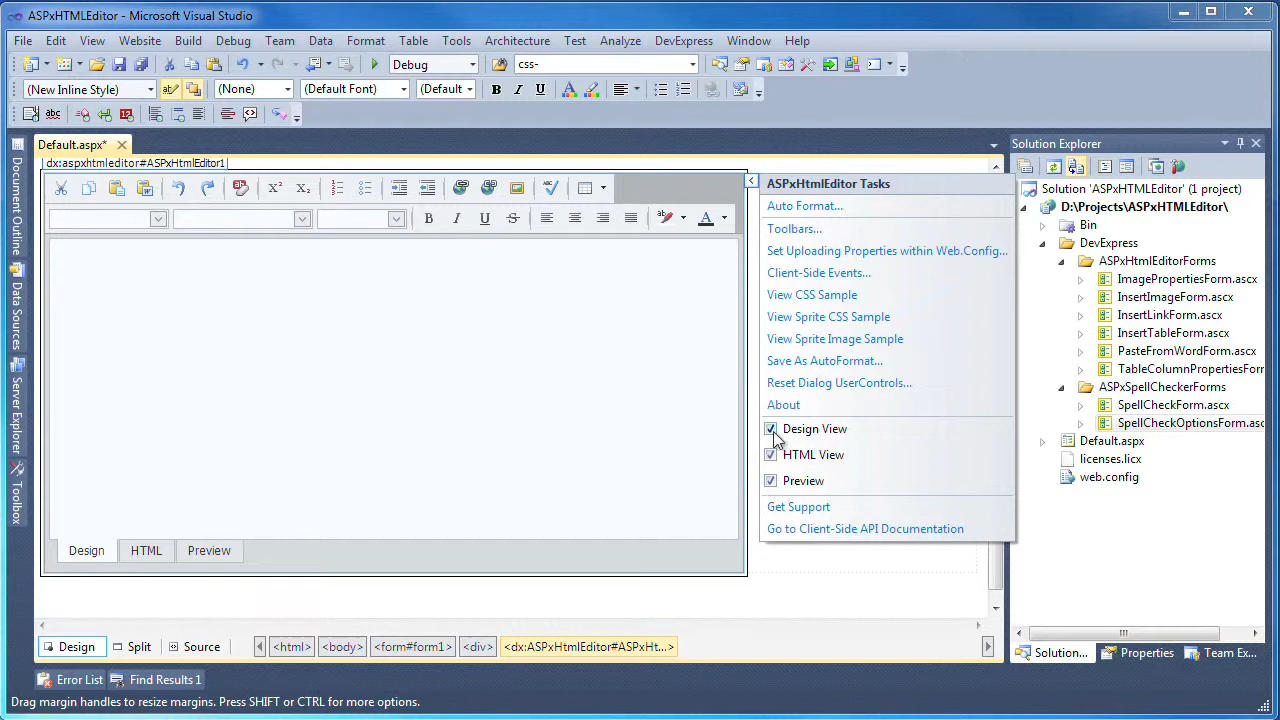 ASPxHTMLEditor - Microsoft Visual Studio
File Edit View Website Build Debug Team Data Format Table Tools Architecture Test Analyze DevExpress Window Help
Debug css-
(New Inline Style) (None) (Default Font) (Default B I U A
abc 123
Default.aspx*
dx:aspxhtmleditor#ASPxHtmlEditor1
B I U S A
Design HTML Preview
ASPxHtmlEditor Tasks
Auto Format...
Toolbars...
Set Uploading Properties within Web.Config...
Client-Side Events...
View CSS Sample
View Sprite CSS Sample
View Sprite Image Sample
Save As AutoFormat...
Reset Dialog UserControls...
About
Design View
HTML View
Preview
Get Support
Go to Client-Side API Documentation
Solution Explorer
Solution 'ASPxHTMLEditor' (1 project)
D:\Projects\ASPxHTMLEditor\
Bin
DevExpress
ASPxHtmlEditorForms
ImagePropertiesForm.ascx
InsertImageForm.ascx
InsertLinkForm.ascx
InsertTableForm.ascx
PasteFromWordForm.ascx
TableColumnPropertiesForr
ASPxSpellCheckerForms
SpellCheckForm.ascx
SpellCheckOptionsForm.asc
Default.aspx
licenses.licx
web.config
Solution... Properties Team Ex...
Document Outline
Data Sources
Server Explorer
Toolbox
Design Split Source <html> <body> <form#form1> <div> <dx:ASPxHtmlEditor#ASPxHt...>
Error List Find Results 1
Drag margin handles to resize margins. Press SHIFT or CTRL for more options.